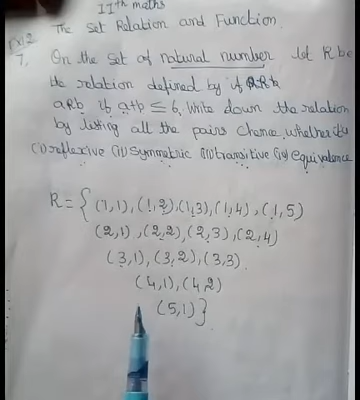 11th maths
The Set Relation and Function.
Ex 1.2
7, On the set of natural number let R be
the relation defined by if aRb
aRb if a+b ≤ 6. Write down the relation
by listing all the pairs Chence whether it's
(i) reflexive (ii) Symmetric (iii) transitive (iv) equivalence
R = { (1,1), (1,2), (1,3), (1,4), (1,5)
(2,1), (2,2), (2,3), (2,4)
(3,1), (3,2), (3,3)
(4,1), (4,2)
(5,1) }